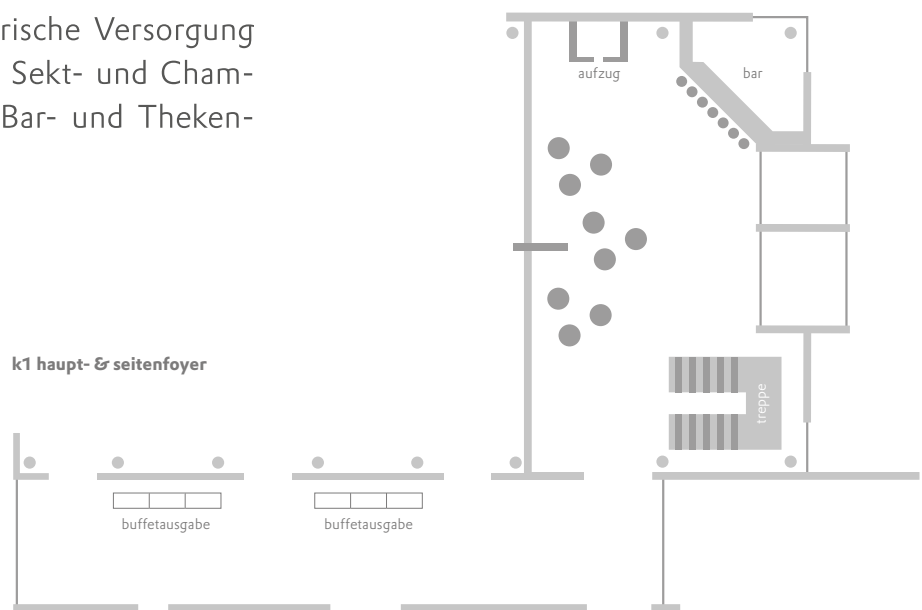 rische Versorgung
Sekt- und Cham-
Bar- und Theken-
aufzug
bar
k1 haupt- & seitenfoyer
treppe
buffetausgabe
buffetausgabe